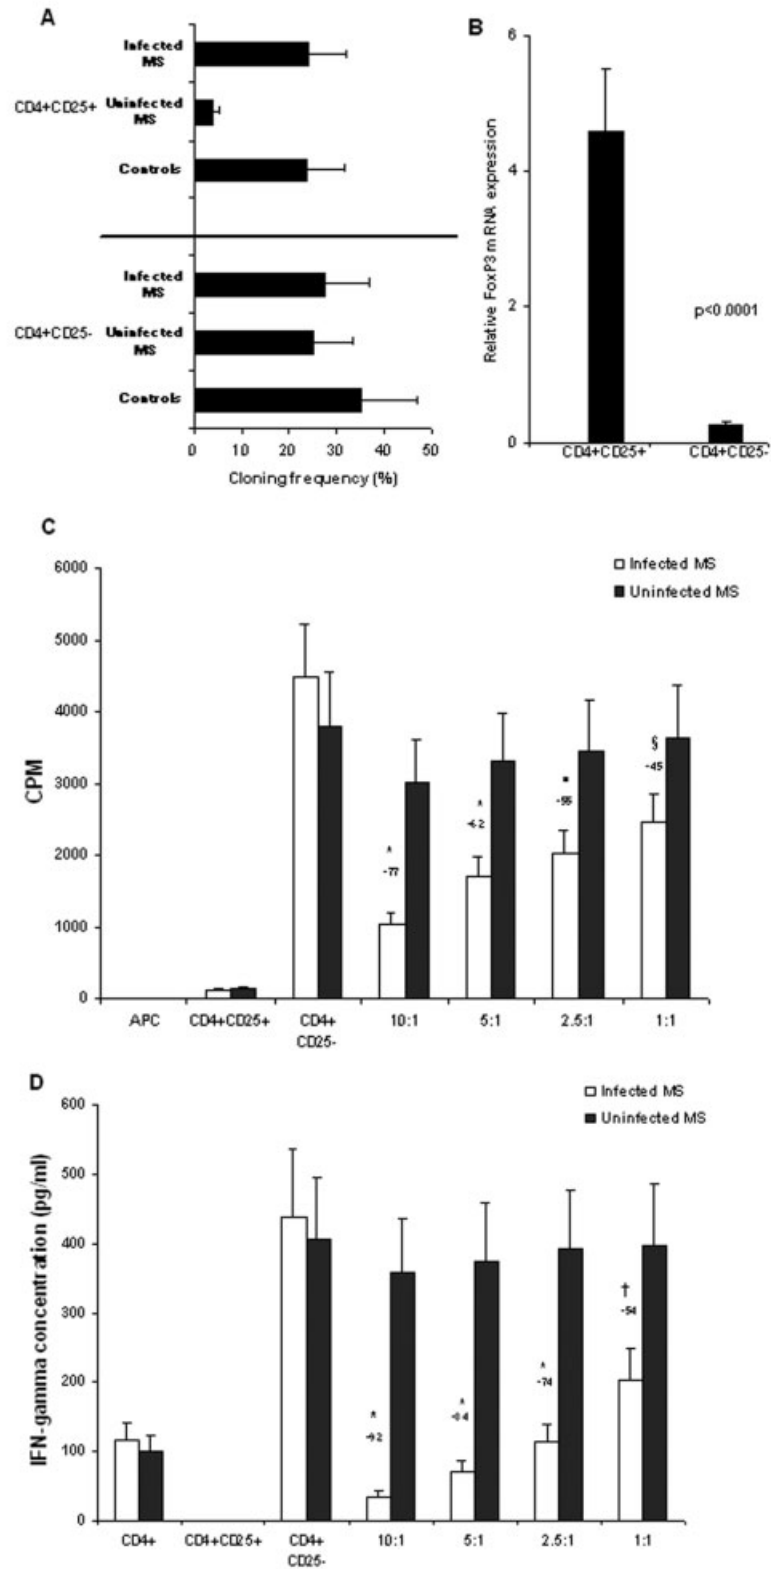 A
Infected
MS
CD4+CD25+
Uninfected
MS
Controls
Infected
MS
CD4+CD25-
Uninfected
MS
Controls
0 10 20 30 40 50
Cloning frequency (%)
B
Relative FoxP3 mRNA expression
6
4
2
0
p<0.0001
CD4+CD25+ CD4+CD25-
C
CPM
6000
5000
4000
3000
2000
1000
0
Infected MS
Uninfected MS
*
-77
*
-62
-55
§
-45
APC CD4+CD25+ CD4+ 10:1 5:1 2.5:1 1:1
CD25-
D
IFN-gamma concentration (pg/ml)
600
500
400
300
200
100
0
Infected MS
Uninfected MS
*
-92
*
*
-74
†
-54
CD4+ CD4+CD25+ CD4+ 10:1 5:1 2.5:1 1:1
CD25-